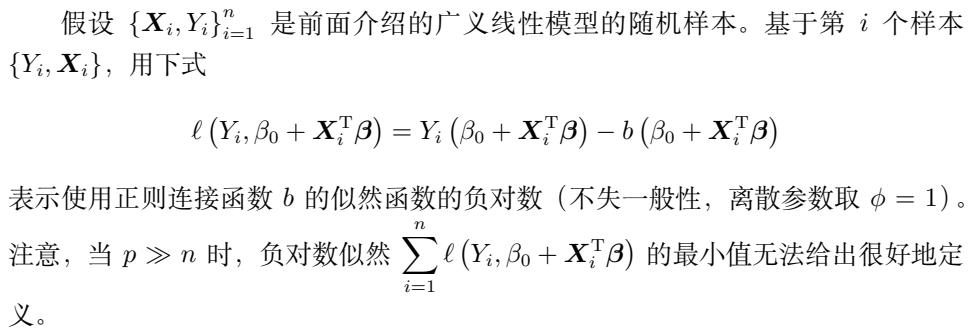 假设 $\{\boldsymbol{X}_i, Y_i\}_{i=1}^{n}$ 是前面介绍的广义线性模型的随机样本。基于第 $i$ 个样本
$\{Y_i, \boldsymbol{X}_i\}$，用下式
$\ell\left(Y_i, \beta_0 + \boldsymbol{X}_i^{\mathrm{T}}\boldsymbol{\beta}\right) = Y_i\left(\beta_0 + \boldsymbol{X}_i^{\mathrm{T}}\boldsymbol{\beta}\right) - b\left(\beta_0 + \boldsymbol{X}_i^{\mathrm{T}}\boldsymbol{\beta}\right)$
表示使用正则连接函数 $b$ 的似然函数的负对数（不失一般性，离散参数取 $\phi = 1$）。
注意，当 $p \gg n$ 时，负对数似然 $\sum_{i=1}^{n} \ell\left(Y_i, \beta_0 + \boldsymbol{X}_i^{\mathrm{T}}\boldsymbol{\beta}\right)$ 的最小值无法给出很好地定
义。